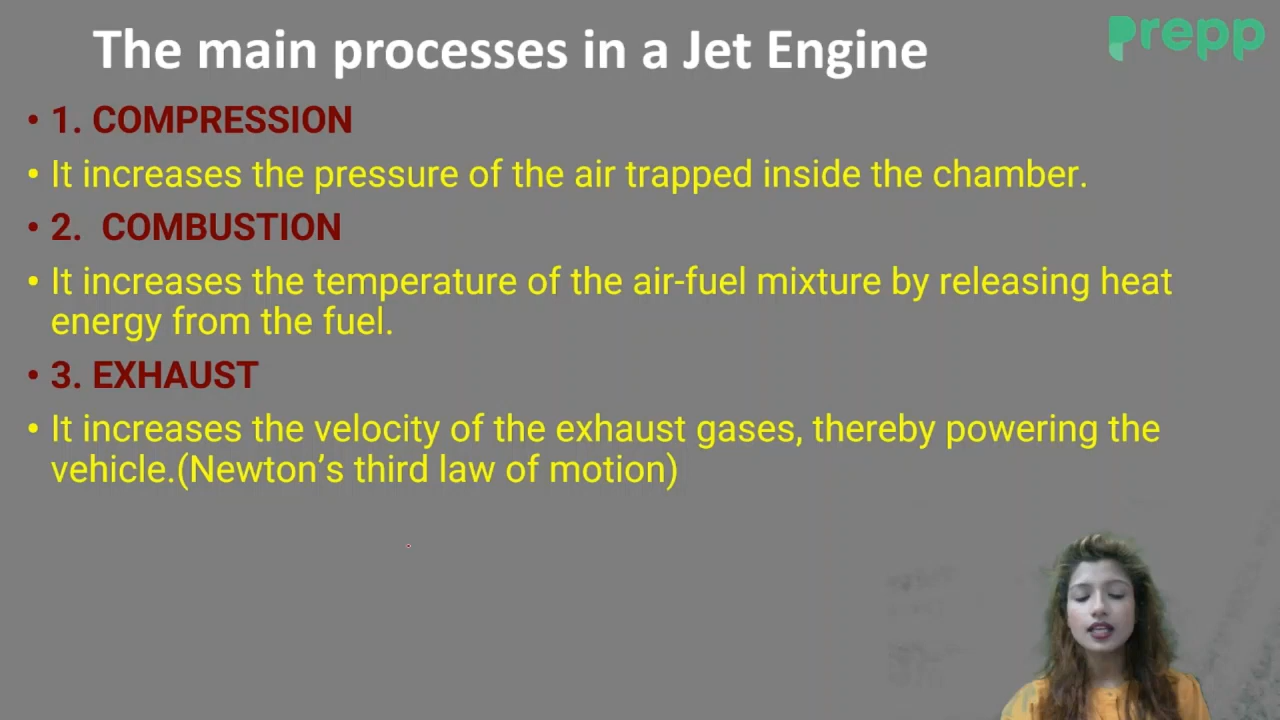 The main processes in a Jet Engine
prepp
• 1. COMPRESSION
• It increases the pressure of the air trapped inside the chamber.
• 2.  COMBUSTION
• It increases the temperature of the air-fuel mixture by releasing heat
energy from the fuel.
• 3. EXHAUST
• It increases the velocity of the exhaust gases, thereby powering the
vehicle.(Newton’s third law of motion)